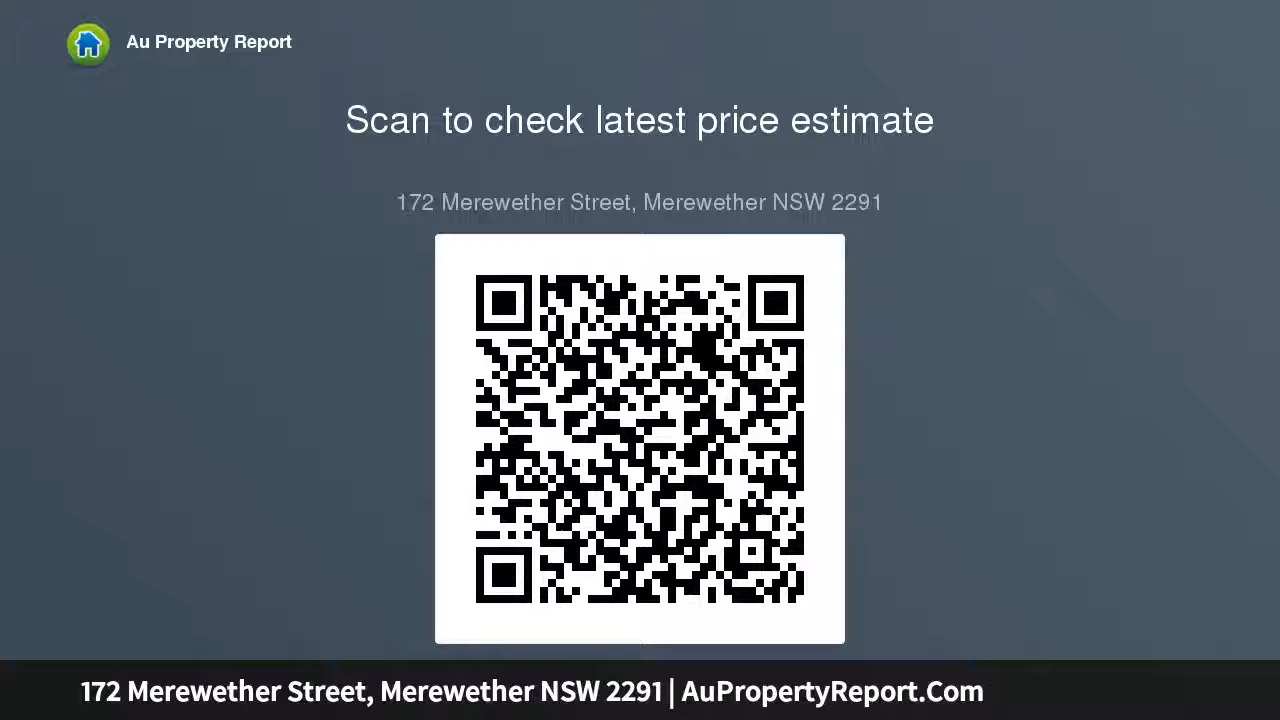 Au Property Report
Scan to check latest price estimate
172 Merewether Street, Merewether NSW 2291
172 Merewether Street, Merewether NSW 2291 | AuPropertyReport.Com